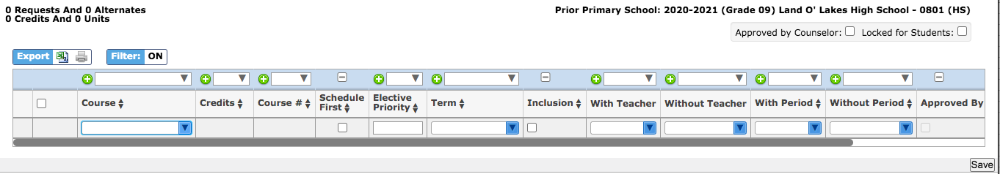 0 Requests And 0 Alternates
0 Credits And 0 Units
Prior Primary School: 2020-2021 (Grade 09) Land O' Lakes High School - 0801 (HS)
Approved by Counselor: Locked for Students:
Export Filter: ON
Course Credits Course # Schedule First Elective Priority Term Inclusion With Teacher Without Teacher With Period Without Period Approved By
Save